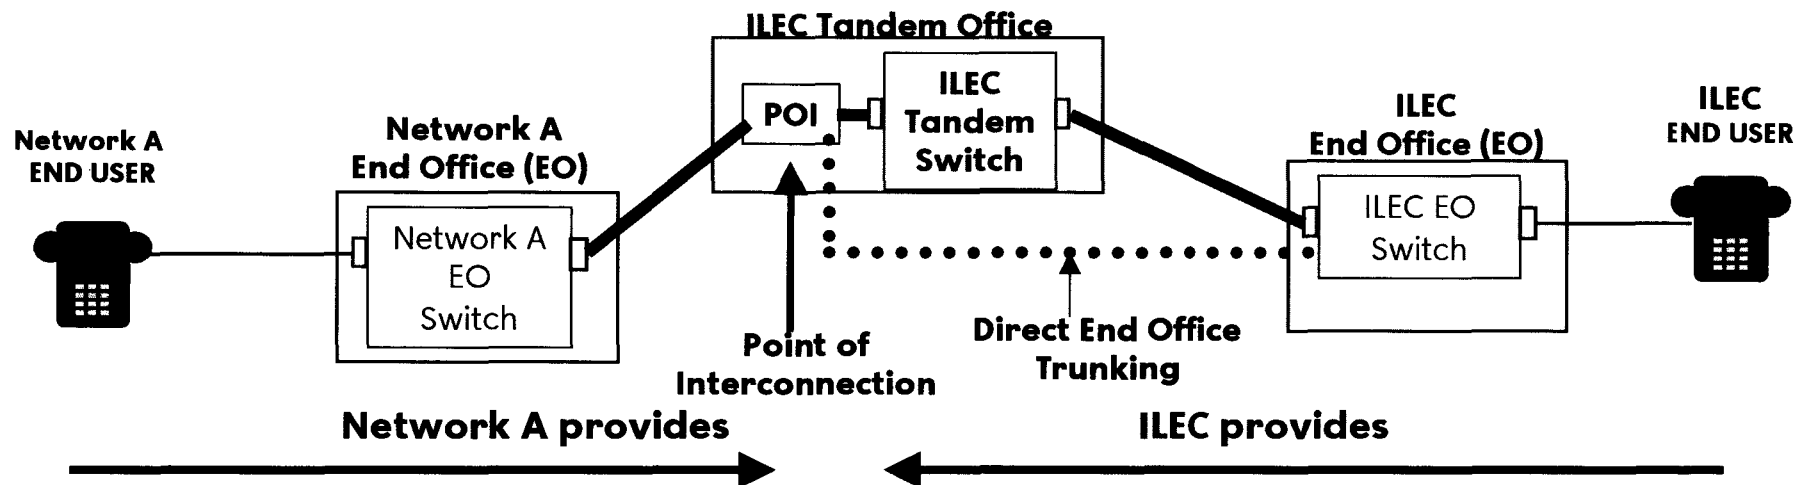 ILEC Tandem Office
Network A
END USER
Network A
End Office (EO)
POI
ILEC
Tandem
Switch
ILEC
End Office (EO)
ILEC
END USER
Network A
EO
Switch
ILEC EO
Switch
Point of
Interconnection
Direct End Office
Trunking
Network A provides
ILEC provides